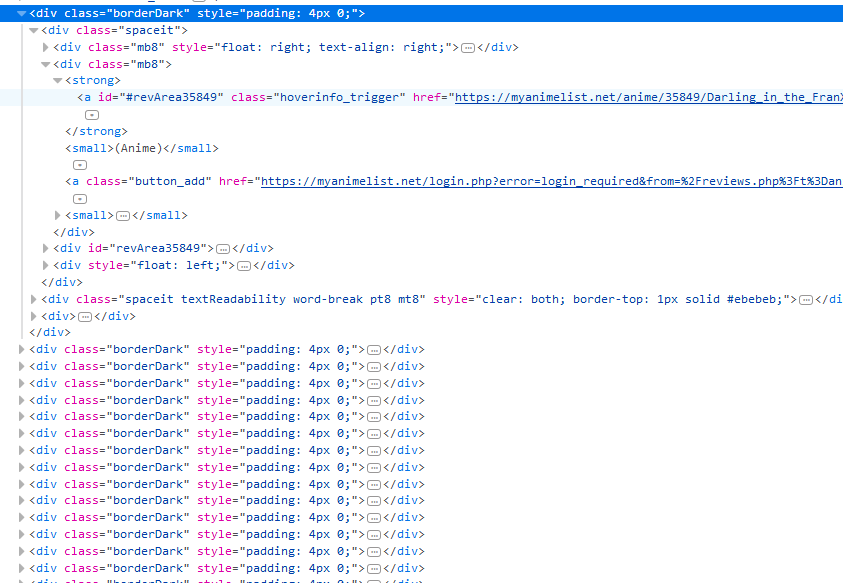 <div class="borderDark" style="padding: 4px 0;">
<div class="spaceit">
<div class="mb8" style="float: right; text-align: right;">…</div>
<div class="mb8">
<strong>
<a id="#revArea35849" class="hoverinfo_trigger" href="https://myanimelist.net/anime/35849/Darling_in_the_FranX
</strong>
<small>(Anime)</small>
<a class="button_add" href="https://myanimelist.net/login.php?error=login_required&from=%2Freviews.php%3Ft%3Dan
<small>…</small>
</div>
<div id="revArea35849">…</div>
<div style="float: left;">…</div>
</div>
<div class="spaceit textReadability word-break pt8 mt8" style="clear: both; border-top: 1px solid #ebebeb;">…</di
<div>…</div>
</div>
<div class="borderDark" style="padding: 4px 0;">…</div>
<div class="borderDark" style="padding: 4px 0;">…</div>
<div class="borderDark" style="padding: 4px 0;">…</div>
<div class="borderDark" style="padding: 4px 0;">…</div>
<div class="borderDark" style="padding: 4px 0;">…</div>
<div class="borderDark" style="padding: 4px 0;">…</div>
<div class="borderDark" style="padding: 4px 0;">…</div>
<div class="borderDark" style="padding: 4px 0;">…</div>
<div class="borderDark" style="padding: 4px 0;">…</div>
<div class="borderDark" style="padding: 4px 0;">…</div>
<div class="borderDark" style="padding: 4px 0;">…</div>
<div class="borderDark" style="padding: 4px 0;">…</div>
<div class="borderDark" style="padding: 4px 0;">…</div>
<div class="borderDark" style="padding: 4px 0;">…</div>